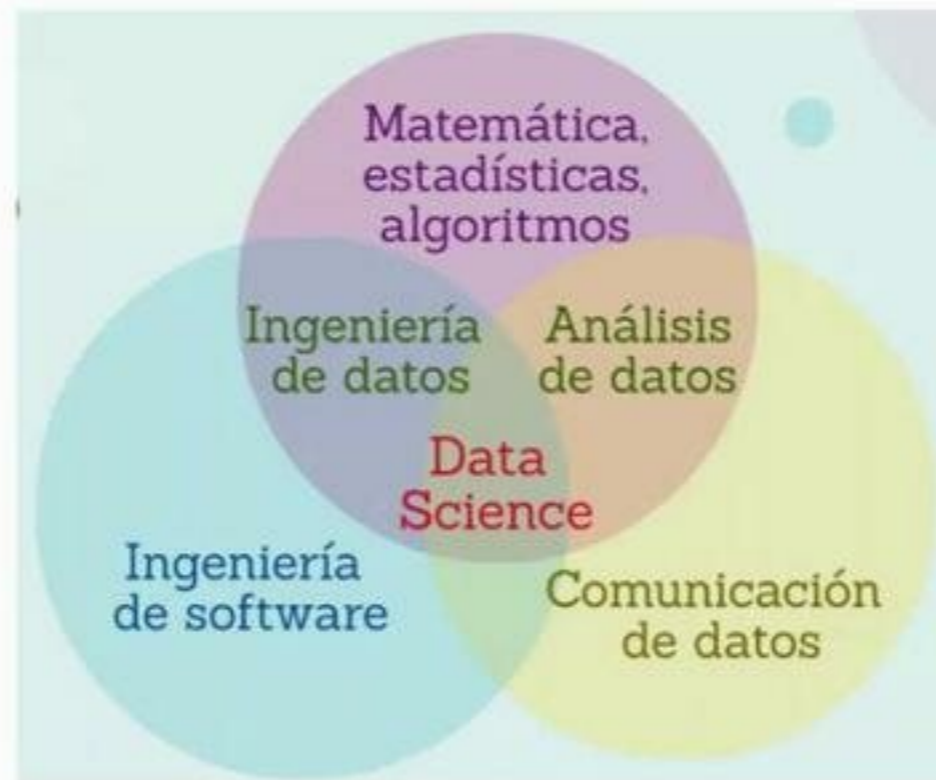 Matemática,
estadísticas,
algoritmos
Ingeniería
de datos
Análisis
de datos
Data
Science
Ingeniería
de software
Comunicación
de datos